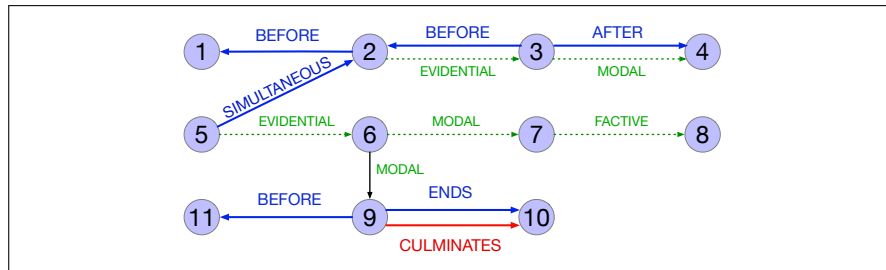 BEFORE BEFORE AFTER
1 2 3 4
EVIDENTIAL MODAL
SIMULTANEOUS
EVIDENTIAL MODAL FACTIVE
5 6 7 8
MODAL
BEFORE ENDS
11 9 10
CULMINATES